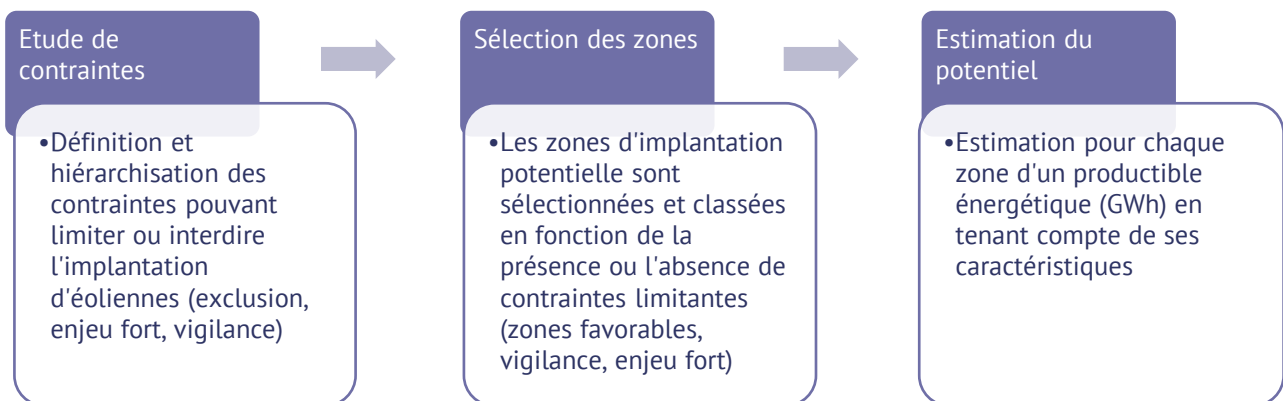 Etude de
contraintes
•Définition et
hiérarchisation des
contraintes pouvant
limiter ou interdire
l'implantation
d'éoliennes (exclusion,
enjeu fort, vigilance)
Sélection des zones
•Les zones d'implantation
potentielle sont
sélectionnées et classées
en fonction de la
présence ou l'absence de
contraintes limitantes
(zones favorables,
vigilance, enjeu fort)
Estimation du
potentiel
•Estimation pour chaque
zone d'un productible
énergétique (GWh) en
tenant compte de ses
caractéristiques